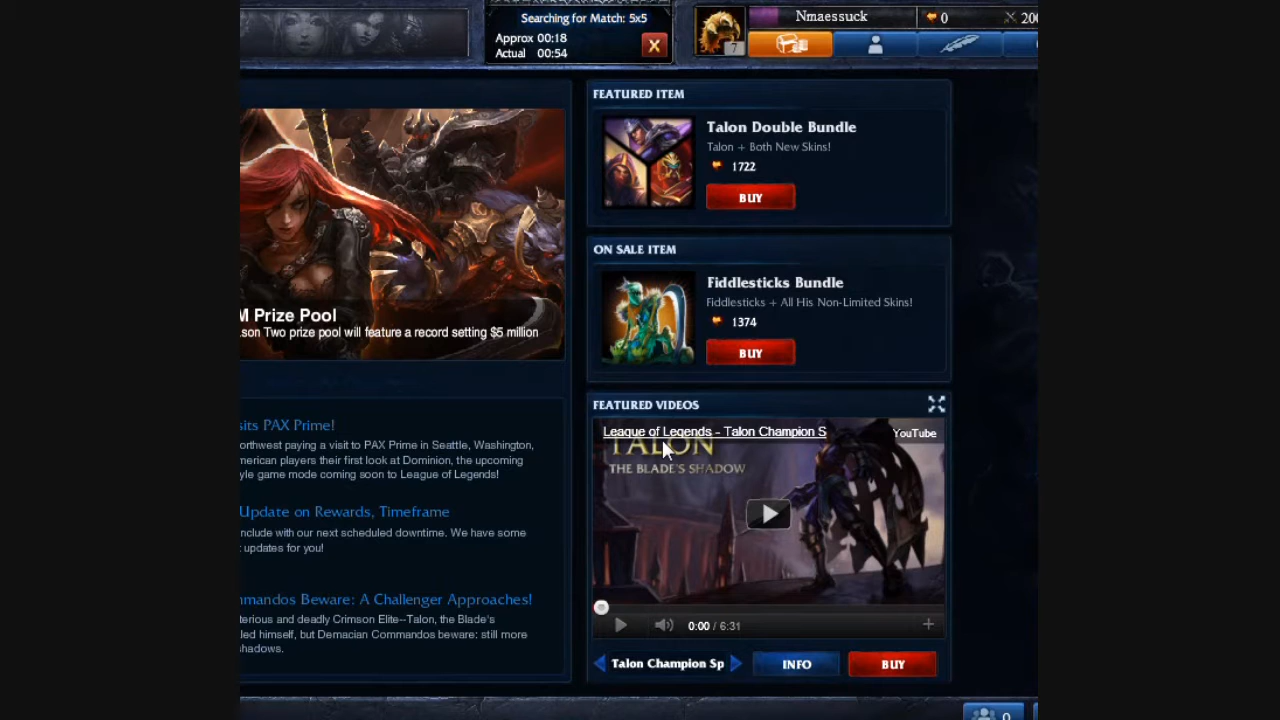 Searching for Match: 5x5
Approx 00:18
Actual 00:54
X
7
Nmaessuck
0
200
FEATURED ITEM
Talon Double Bundle
Talon + Both New Skins!
1722
BUY
ON SALE ITEM
Fiddlesticks Bundle
Fiddlesticks + All His Non-Limited Skins!
1374
BUY
M Prize Pool
ason Two prize pool will feature a record setting $5 million
sits PAX Prime!
orthwest paying a visit to PAX Prime in Seattle, Washington,
merican players their first look at Dominion, the upcoming
yle game mode coming soon to League of Legends!
Update on Rewards, Timeframe
nclude with our next scheduled downtime. We have some
t updates for you!
mmandos Beware: A Challenger Approaches!
terious and deadly Crimson Elite--Talon, the Blade's
led himself, but Demacian Commandos beware: still more
shadows.
FEATURED VIDEOS
League of Legends - Talon Champion S
YouTube
TALON
THE BLADE'S SHADOW
0:00 / 6:31
Talon Champion Sp
INFO
BUY
0